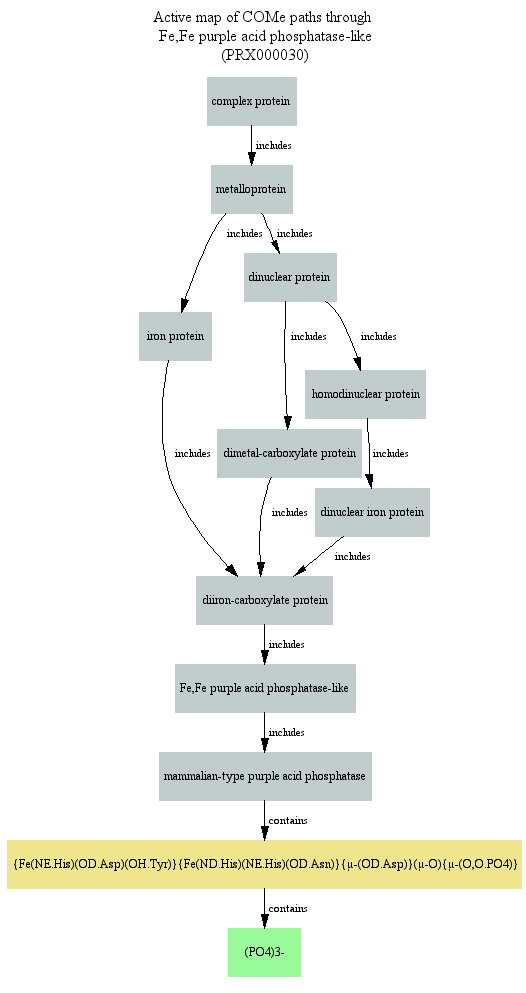 Active map of COMe paths through
Fe,Fe purple acid phosphatase-like
(PRX000030)
complex protein
includes
metalloprotein
includes
includes
dinuclear protein
iron protein
includes
includes
homodinuclear protein
includes
dimetal-carboxylate protein
includes
dinuclear iron protein
includes
includes
diiron-carboxylate protein
includes
Fe,Fe purple acid phosphatase-like
includes
mammalian-type purple acid phosphatase
contains
{Fe(NE.His)(OD.Asp)(OH.Tyr)}{Fe(ND.His)(NE.His)(OD.Asn)}{μ-(OD.Asp)}(μ-O){μ-(O,O.PO4)}
contains
(PO4)3-